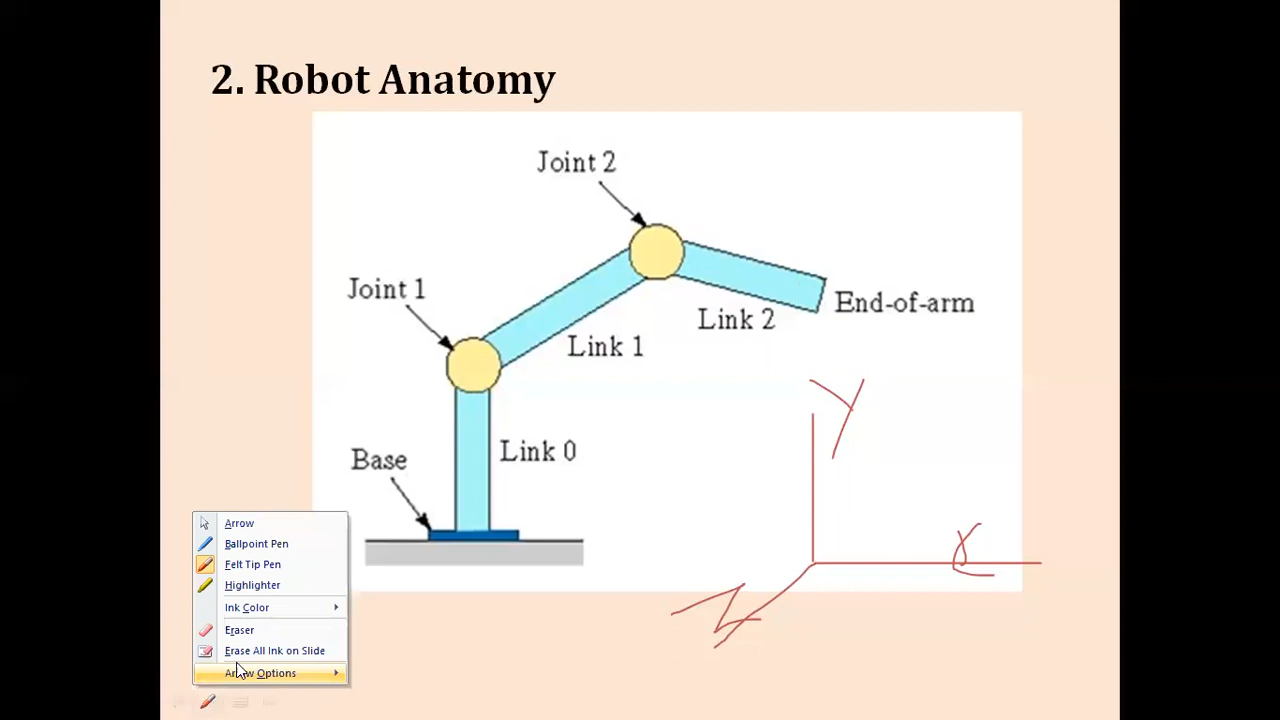 2. Robot Anatomy
Joint 2
Joint 1
End-of-arm
Link 2
Link 1
Y
Link 0
Base
X
Z
Arrow
Ballpoint Pen
Felt Tip Pen
Highlighter
Ink Color
Eraser
Erase All Ink on Slide
Arrow Options